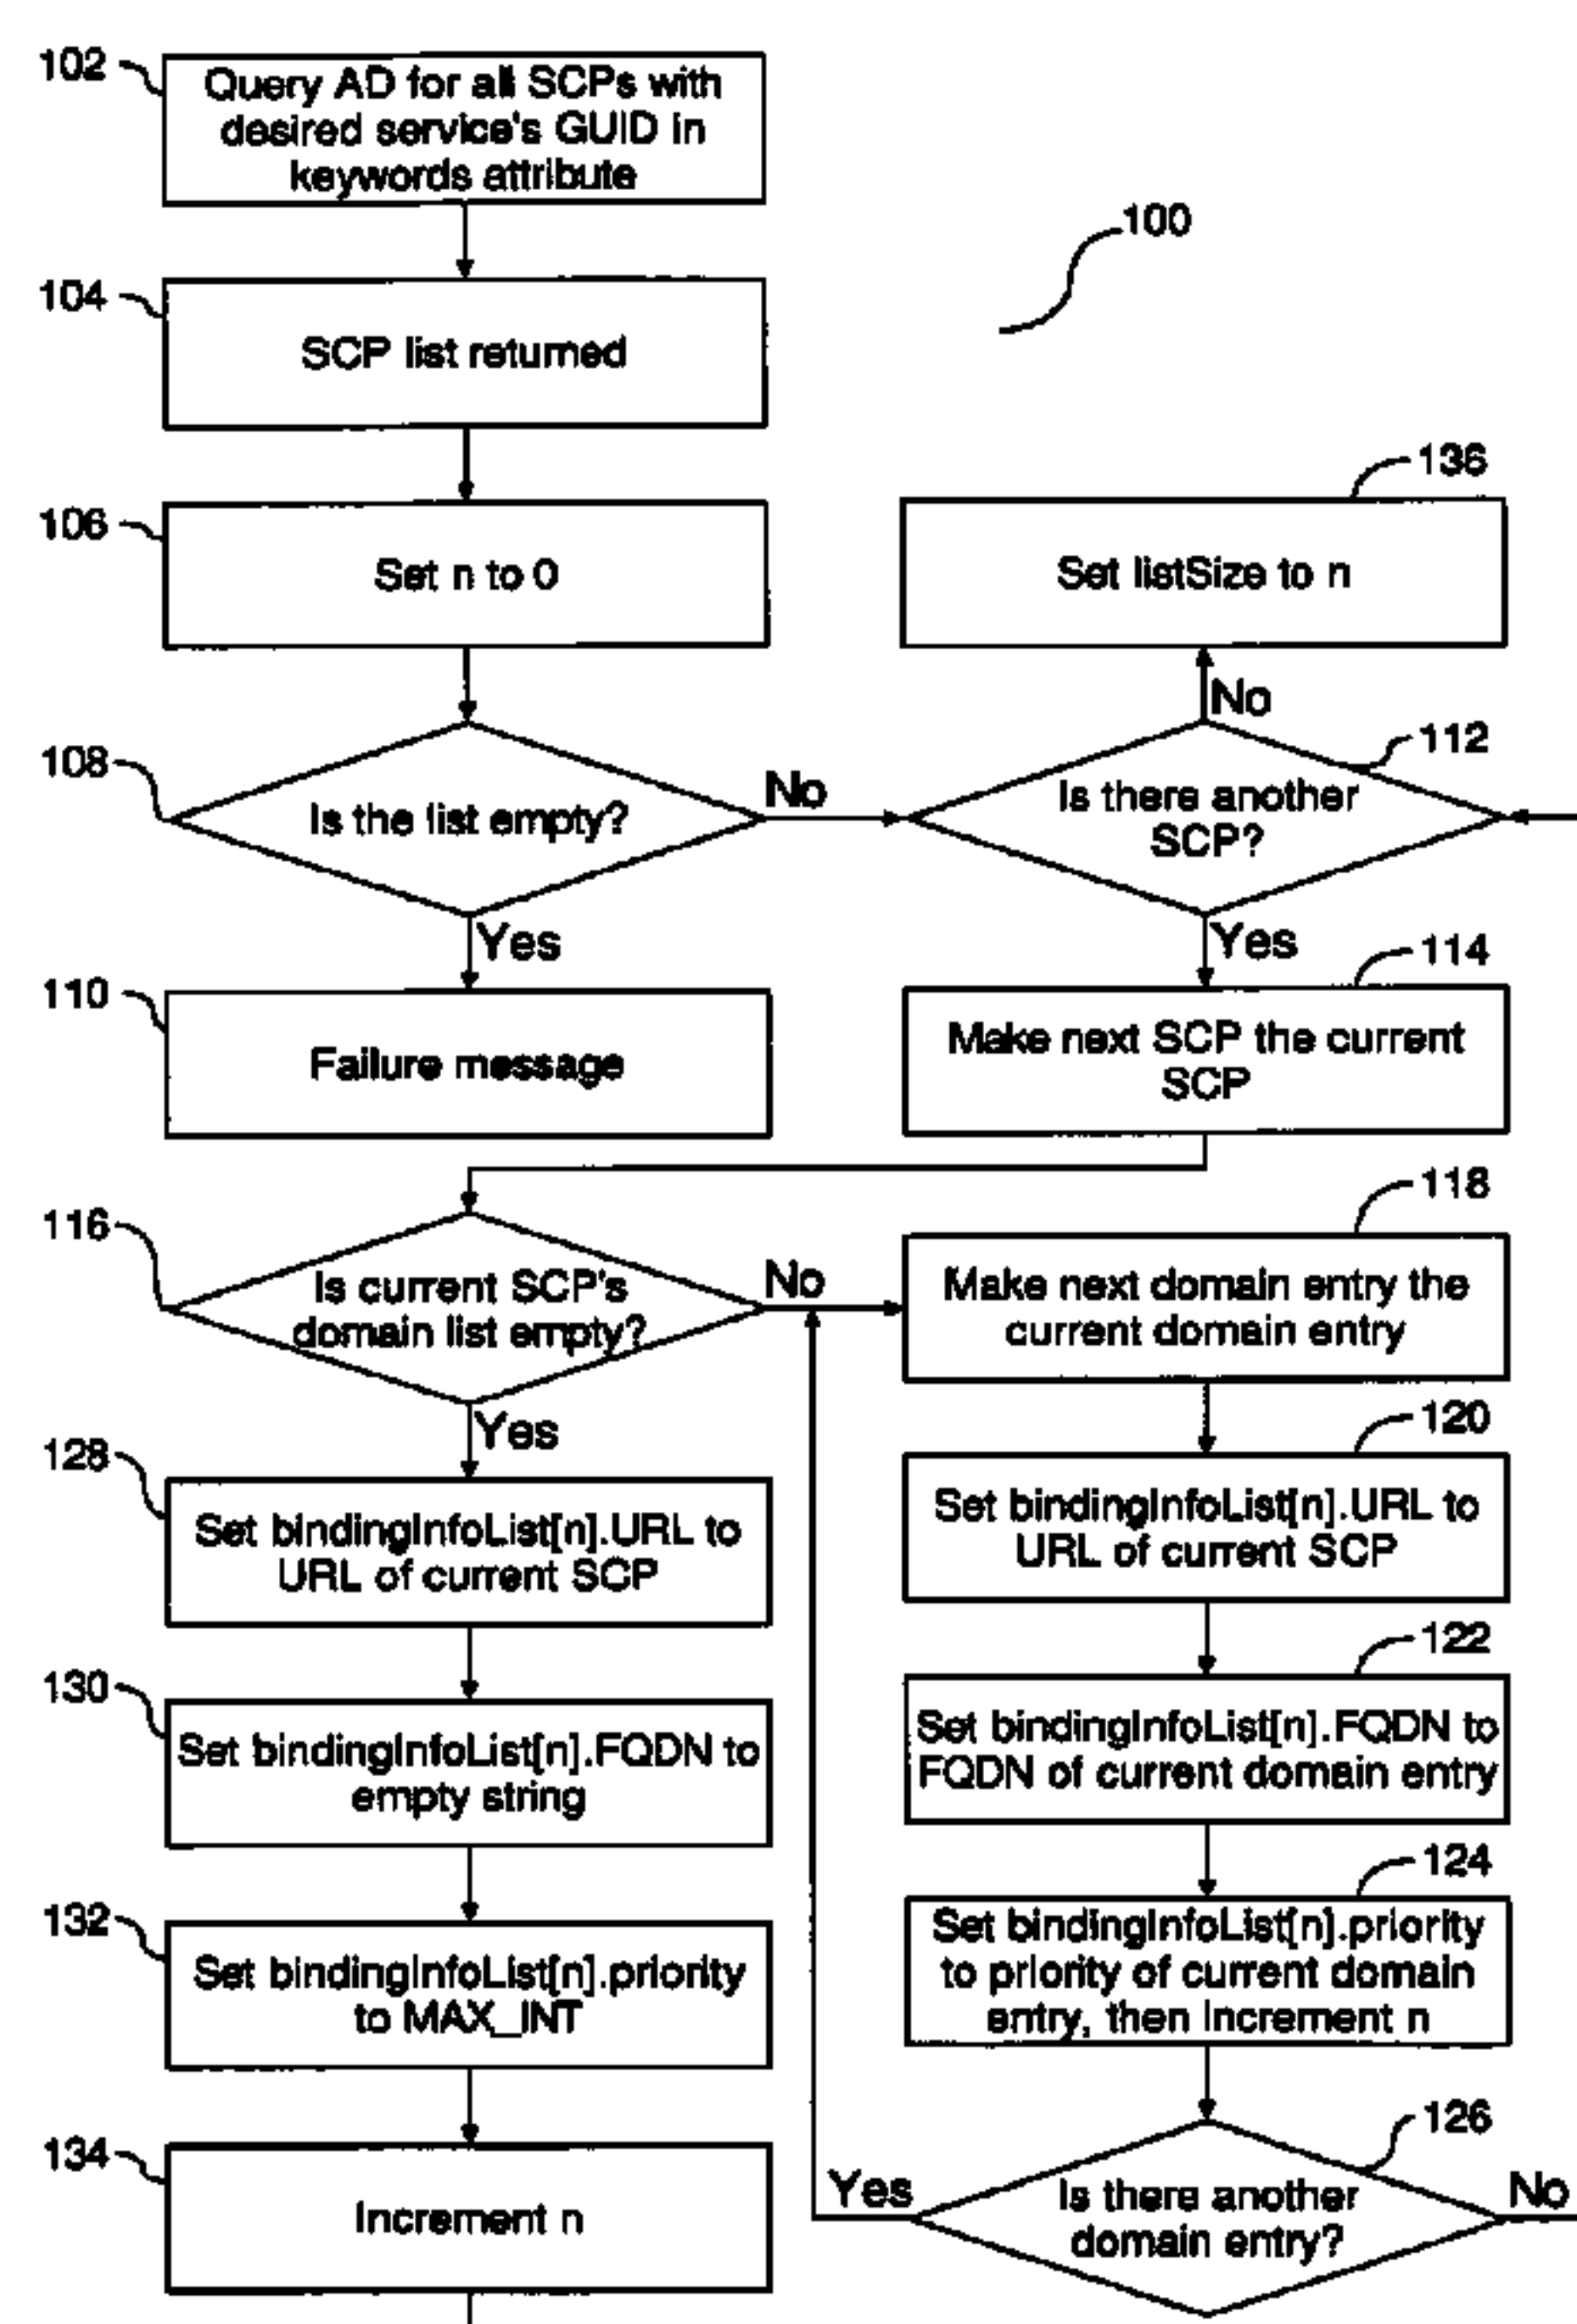 102
Query AD for all SCPs with
desired service's GUID in
keywords attribute
100
104
SCP list returned
106
Set n to 0
136
Set listSize to n
No
108
Is the list empty?
No
112
Is there another
SCP?
Yes
Yes
110
Failure message
114
Make next SCP the current
SCP
116
Is current SCP's
domain list empty?
No
118
Make next domain entry the
current domain entry
Yes
128
Set bindingInfoList[n].URL to
URL of current SCP
120
Set bindingInfoList[n].URL to
URL of current SCP
130
Set bindingInfoList[n].FQDN to
empty string
122
Set bindingInfoList[n].FQDN to
FQDN of current domain entry
132
Set bindingInfoList[n].priority
to MAX_INT
124
Set bindingInfoList[n].priority
to priority of current domain
entry, then increment n
134
Increment n
126
Yes
Is there another
domain entry?
No